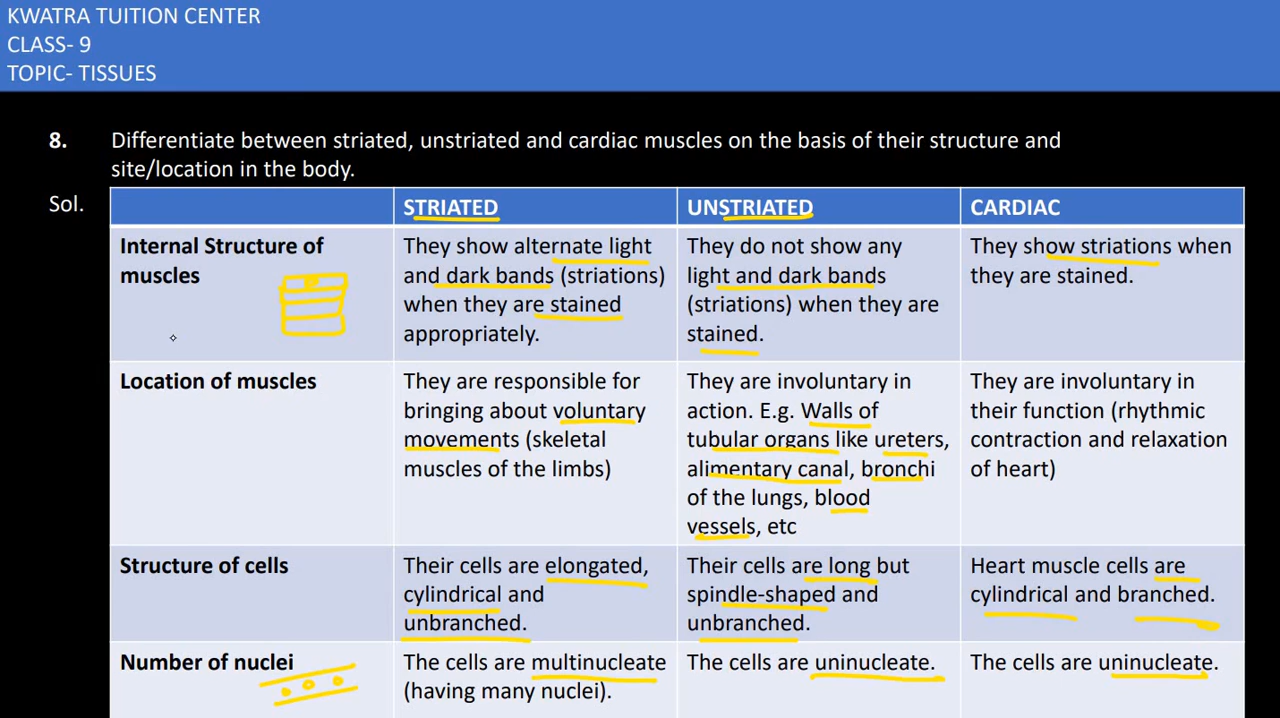 KWATRA TUITION CENTER
CLASS- 9
TOPIC- TISSUES
8. Differentiate between striated, unstriated and cardiac muscles on the basis of their structure and
site/location in the body.
Sol.
STRIATED
UNSTRIATED
CARDIAC
Internal Structure of
muscles
They show alternate light
and dark bands (striations)
when they are stained
appropriately.
They do not show any
light and dark bands
(striations) when they are
stained.
They show striations when
they are stained.
Location of muscles
They are responsible for
bringing about voluntary
movements (skeletal
muscles of the limbs)
They are involuntary in
action. E.g. Walls of
tubular organs like ureters,
alimentary canal, bronchi
of the lungs, blood
vessels, etc
They are involuntary in
their function (rhythmic
contraction and relaxation
of heart)
Structure of cells
Their cells are elongated,
cylindrical and
unbranched.
Their cells are long but
spindle-shaped and
unbranched.
Heart muscle cells are
cylindrical and branched.
Number of nuclei
The cells are multinucleate
(having many nuclei).
The cells are uninucleate.
The cells are uninucleate.